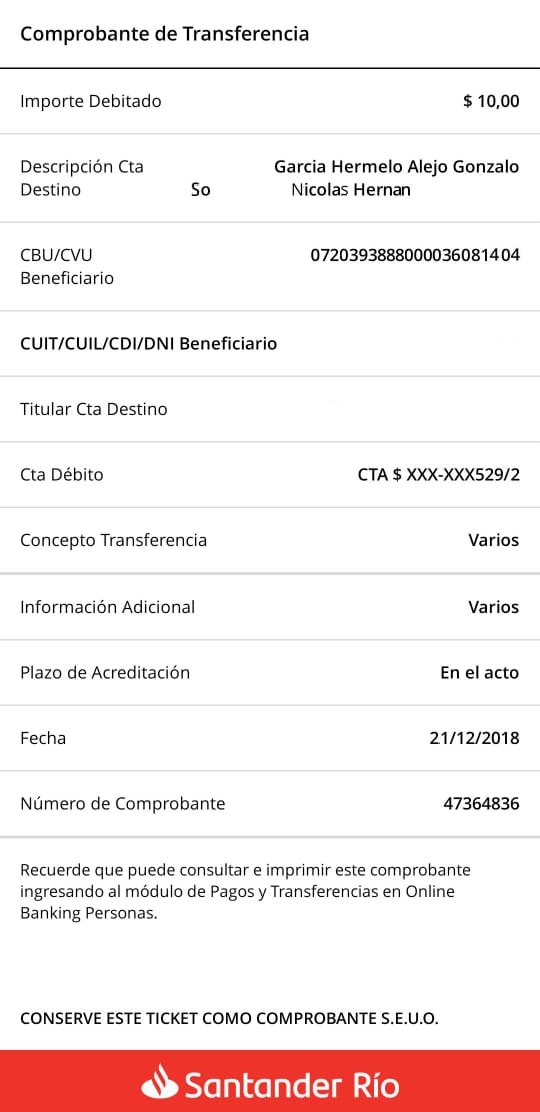 Comprobante de Transferencia
Importe Debitado $ 10,00
Descripción Cta Garcia Hermelo Alejo Gonzalo
Destino So Nicolas Hernan
CBU/CVU 0720393888000036081404
Beneficiario
CUIT/CUIL/CDI/DNI Beneficiario
Titular Cta Destino
Cta Débito CTA $ XXX-XXX529/2
Concepto Transferencia Varios
Información Adicional Varios
Plazo de Acreditación En el acto
Fecha 21/12/2018
Número de Comprobante 47364836
Recuerde que puede consultar e imprimir este comprobante
ingresando al módulo de Pagos y Transferencias en Online
Banking Personas.
CONSERVE ESTE TICKET COMO COMPROBANTE S.E.U.O.
Santander Río